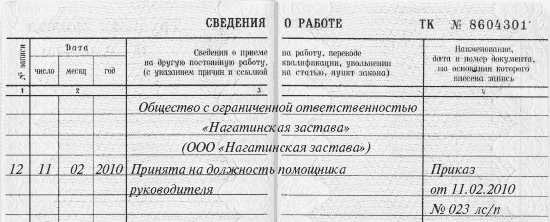 СВЕДЕНИЯ О РАБОТЕ ТК № 8604301
№ записи
Дата
число месяц год
Сведения о приеме
на другую постоянную работу,
(с указанием причин и ссылкой
на работу, переводе
квалификации, увольнении
на статью, пункт закона)
Наименование,
дата и номер документа,
на основании которого
внесена запись
1 2 3 4
Общество с ограниченной ответственностью
«Нагатинская застава»
(ООО «Нагатинская застава»)
12 11 02 2010 Принята на должность помощника Приказ
руководителя от 11.02.2010
№ 023 лс/п